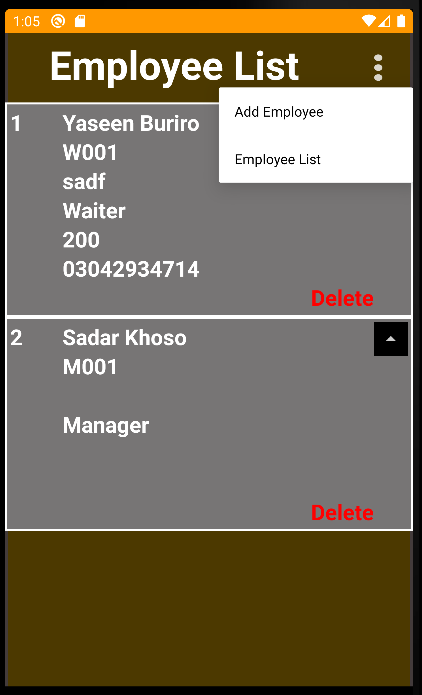 1:05
Employee List
Add Employee
Employee List
1 Yaseen Buriro
W001
sadf
Waiter
200
03042934714
Delete
2 Sadar Khoso
M001
Manager
Delete